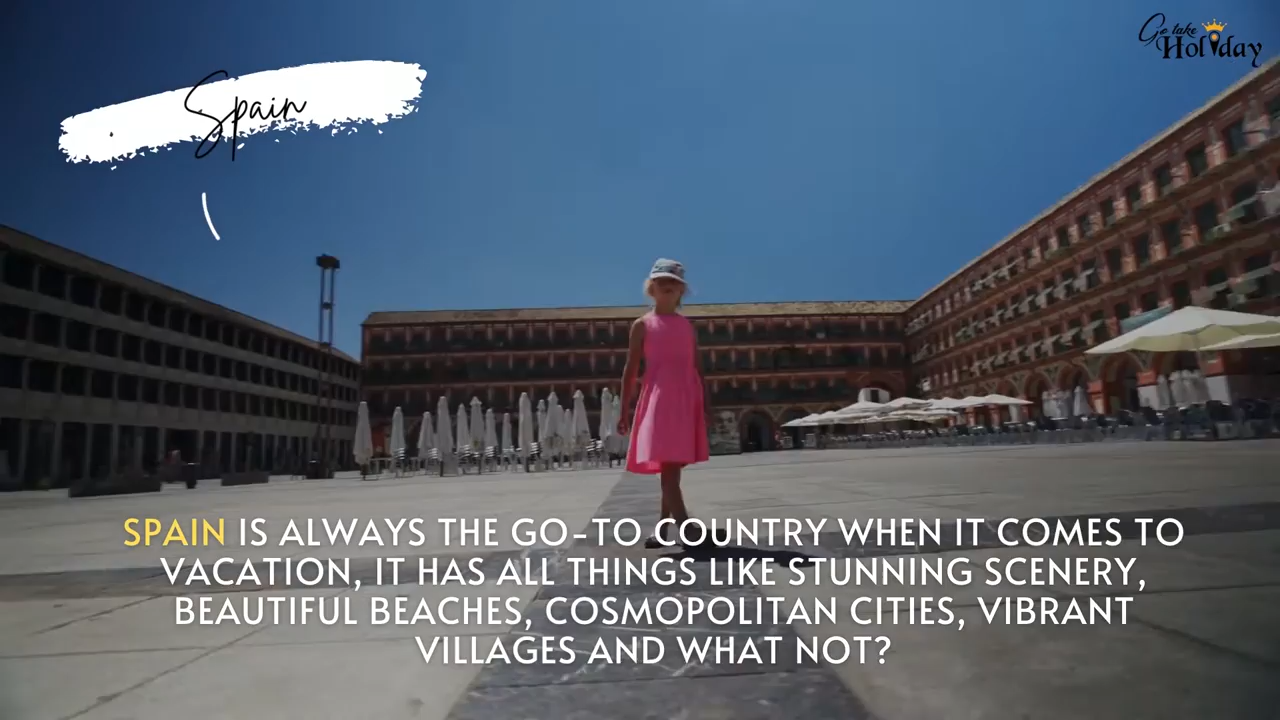 Go take
Holiday
Spain
SPAIN IS ALWAYS THE GO-TO COUNTRY WHEN IT COMES TO
VACATION, IT HAS ALL THINGS LIKE STUNNING SCENERY,
BEAUTIFUL BEACHES, COSMOPOLITAN CITIES, VIBRANT
VILLAGES AND WHAT NOT?